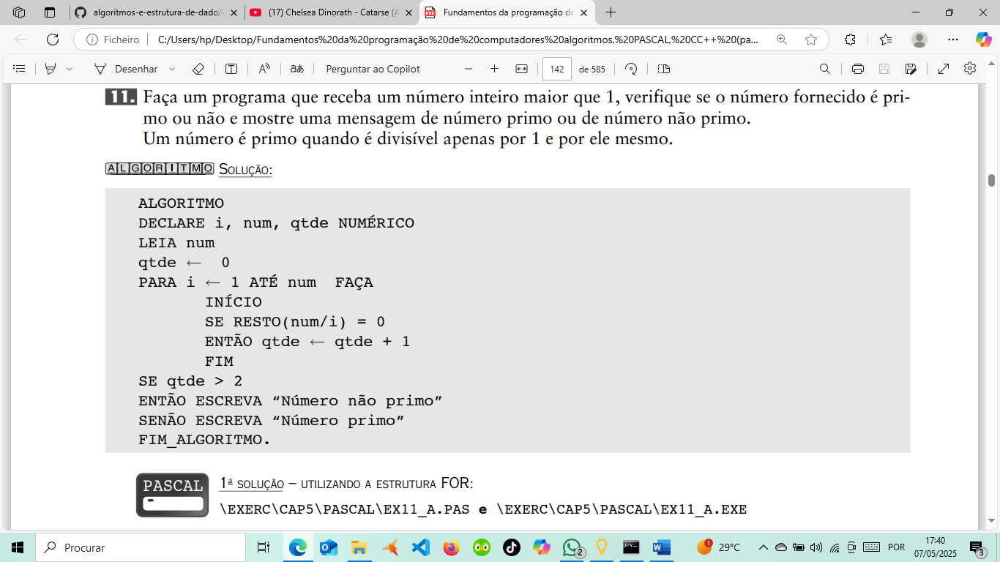 algoritmos-e-estrutura-de-dado/
(17) Chelsea Dinorath - Catarse (Á
Fundamentos da programação de
Ficheiro
C:/Users/hp/Desktop/Fundamentos%20da%20programação%20de%20computadores%20algoritmos,%20PASCAL,%20CC++%20(pa...
Desenhar
Perguntar ao Copilot
142
de 585
11. Faça um programa que receba um número inteiro maior que 1, verifique se o número fornecido é pri-
mo ou não e mostre uma mensagem de número primo ou de número não primo.
Um número é primo quando é divisível apenas por 1 e por ele mesmo.
ALGORITMO SOLUÇÃO:
ALGORITMO
DECLARE i, num, qtde NUMÉRICO
LEIA num
qtde ← 0
PARA i ← 1 ATÉ num FAÇA
INÍCIO
SE RESTO(num/i) = 0
ENTÃO qtde ← qtde + 1
FIM
SE qtde > 2
ENTÃO ESCREVA “Número não primo”
SENÃO ESCREVA “Número primo”
FIM_ALGORITMO.
PASCAL
1ª SOLUÇÃO – UTILIZANDO A ESTRUTURA FOR:
\EXERC\CAP5\PASCAL\EX11_A.PAS e \EXERC\CAP5\PASCAL\EX11_A.EXE
Procurar
2
1
29°C
POR
17:40
07/05/2025
3